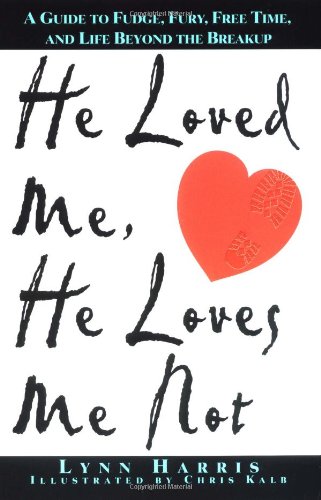 A Guide to Fudge, Fury, Free Time,
and Life Beyond the Breakup
He Loved
Me,
He Loves
Me Not
Lynn Harris
Illustrated by Chris Kalb